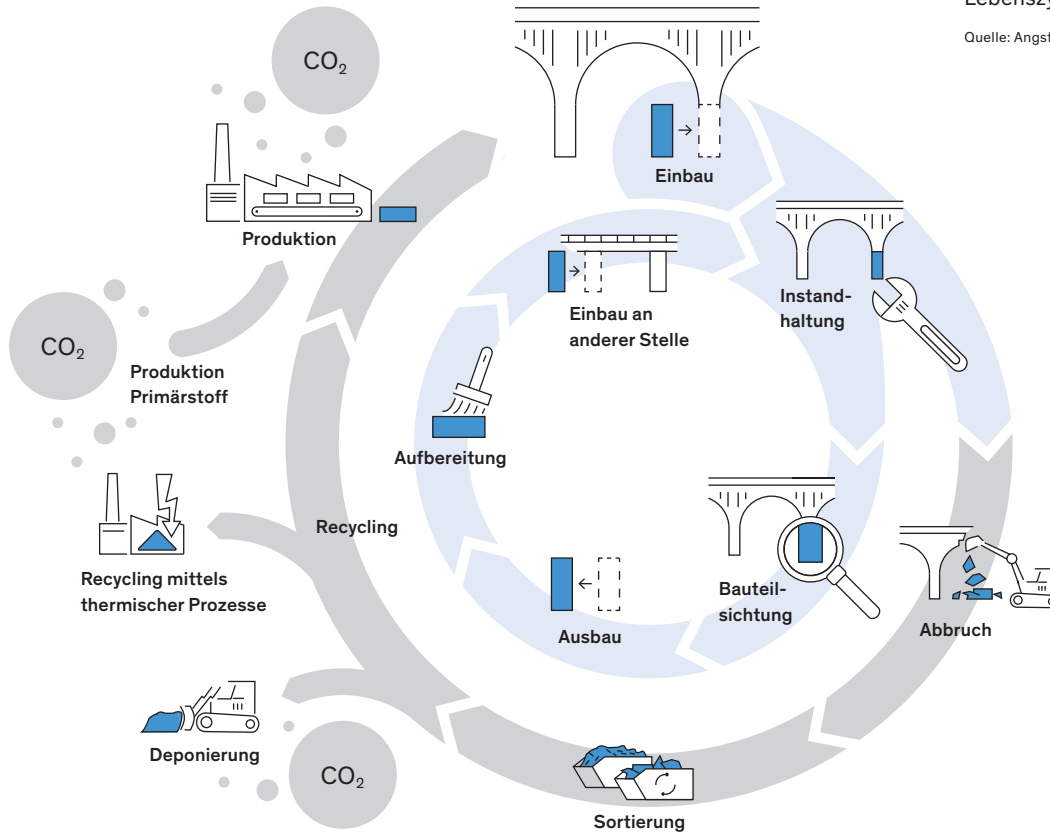 Quelle:
CO₂
Einbau
Produktion
Einbau an
anderer Stelle
Instand-
haltung
CO₂
Produktion
Primärstoff
Aufbereitung
Recycling
Recycling mittels
thermischer Prozesse
Bauteil-
sichtung
Ausbau
Abbruch
Deponierung
CO₂
Sortierung